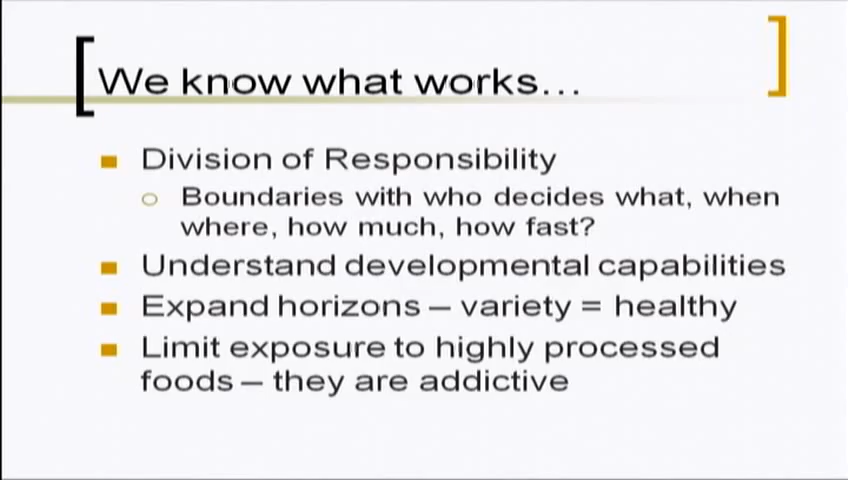 We know what works…
Division of Responsibility
Boundaries with who decides what, when
where, how much, how fast?
Understand developmental capabilities
Expand horizons – variety = healthy
Limit exposure to highly processed
foods – they are addictive